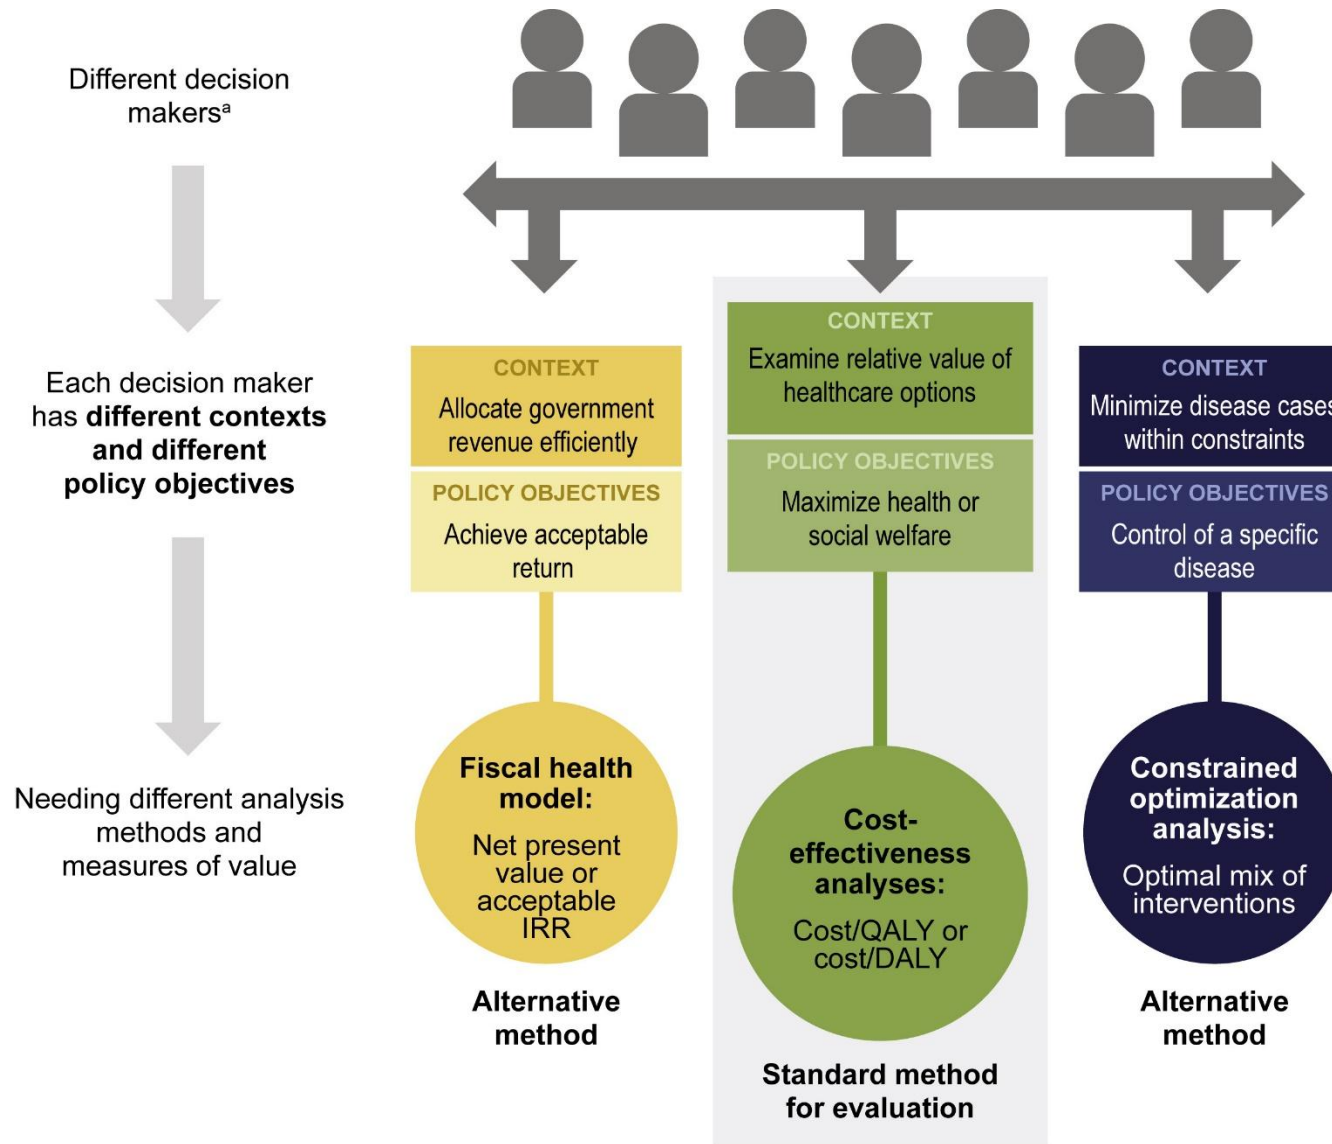 Different decision
makersᵃ
Each decision maker
has different contexts
and different
policy objectives
Needing different analysis
methods and
measures of value
CONTEXT
Allocate government
revenue efficiently
POLICY OBJECTIVES
Achieve acceptable
return
Fiscal health
model:
Net present
value or
acceptable
IRR
Alternative
method
CONTEXT
Examine relative value of
healthcare options
POLICY OBJECTIVES
Maximize health or
social welfare
Cost-
effectiveness
analyses:
Cost/QALY or
cost/DALY
Standard method
for evaluation
CONTEXT
Minimize disease cases
within constraints
POLICY OBJECTIVES
Control of a specific
disease
Constrained
optimization
analysis:
Optimal mix of
interventions
Alternative
method